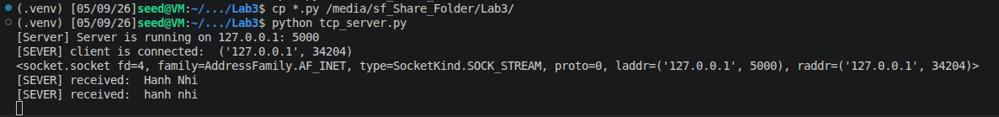 (.venv) [05/09/26]seed@VM:~/.../Lab3$ cp *.py /media/sf_Share_Folder/Lab3/
(.venv) [05/09/26]seed@VM:~/.../Lab3$ python tcp_server.py
[Server] Server is running on 127.0.0.1: 5000
[SEVER] client is connected:  ('127.0.0.1', 34204)
<socket.socket fd=4, family=AddressFamily.AF_INET, type=SocketKind.SOCK_STREAM, proto=0, laddr=('127.0.0.1', 5000), raddr=('127.0.0.1', 34204)>
[SEVER] received:  Hanh Nhi
[SEVER] received:  hanh nhi